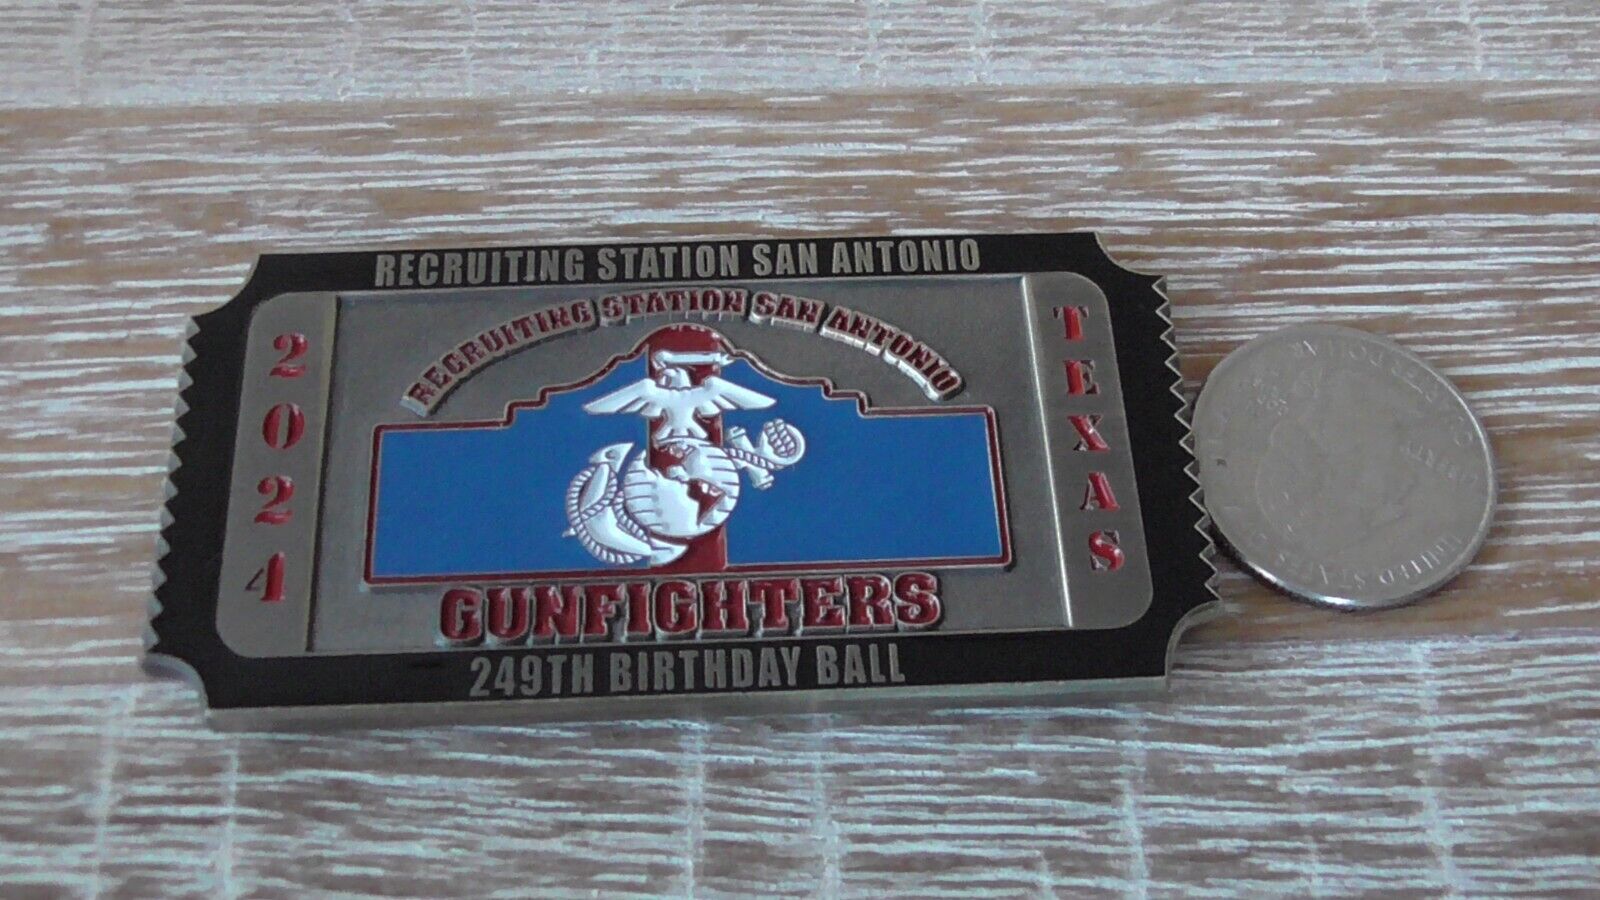 RECRUITING STATION SAN ANTONIO
RECRUITING STATION SAN ANTONIO
2024
TEXAS
GUNFIGHTERS
249TH BIRTHDAY BALL